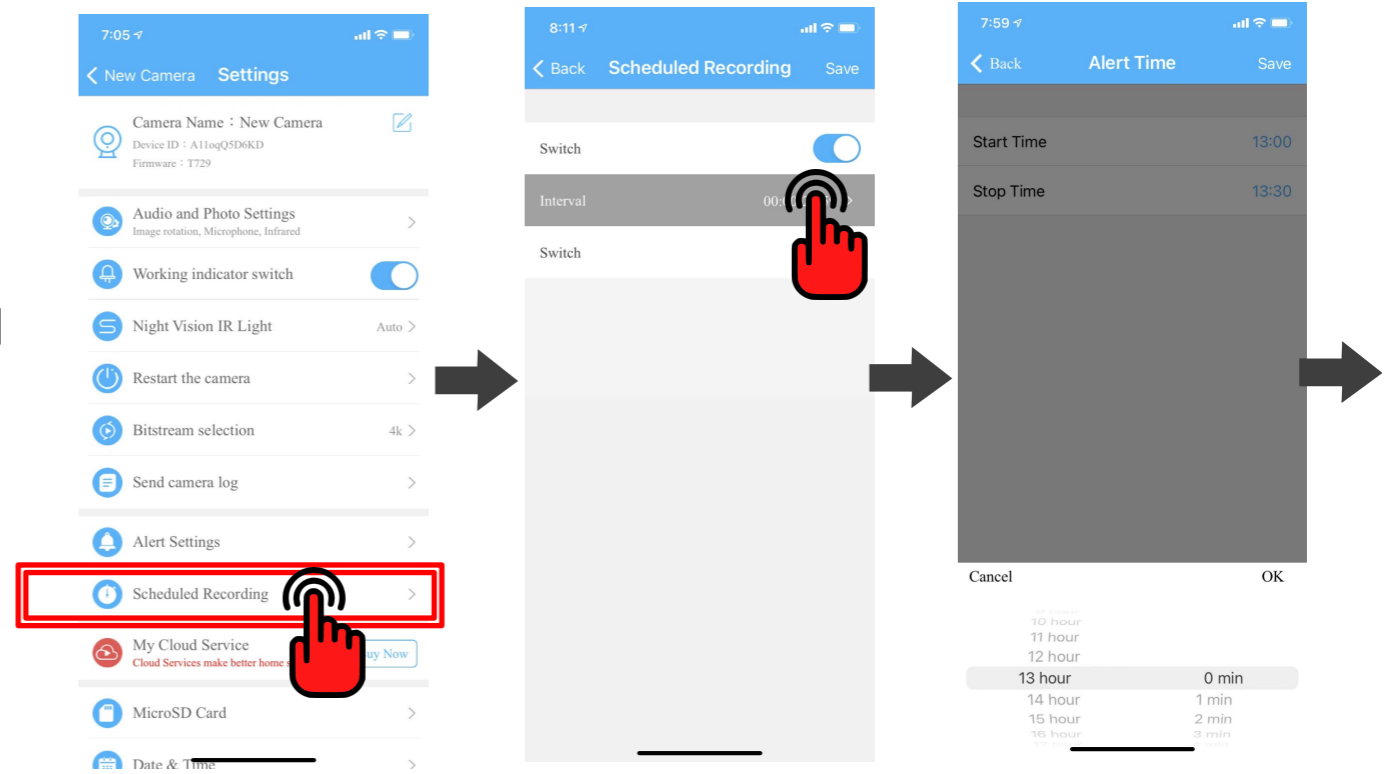 7:05
New Camera Settings
Camera Name：New Camera
Device ID：A11oqQ5D6KD
Firmware：T729
Audio and Photo Settings
Image rotation, Microphone, Infrared
Working indicator switch
Night Vision IR Light Auto
Restart the camera
Bitstream selection 4k
Send camera log
Alert Settings
Scheduled Recording
My Cloud Service
Cloud Services make better home
Now
MicroSD Card
Date & Time
8:11
Back Scheduled Recording Save
Switch
Interval 00:
Switch
7:59
Back Alert Time Save
Start Time 13:00
Stop Time 13:30
Cancel OK
10 hour
11 hour
12 hour
13 hour 0 min
14 hour 1 min
15 hour 2 min
16 hour 3 min